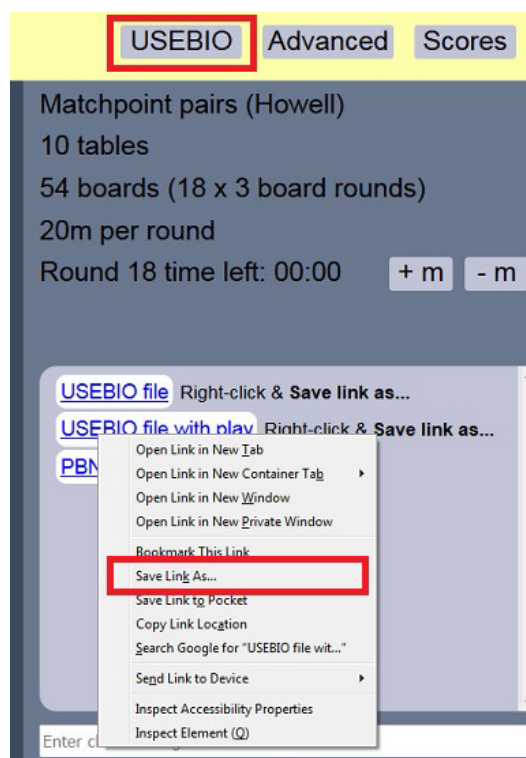 USEBIO Advanced Scores
Matchpoint pairs (Howell)
10 tables
54 boards (18 x 3 board rounds)
20m per round
Round 18 time left: 00:00 + m - m
USEBIO file Right-click & Save link as...
USEBIO file with play Right-click & Save link as...
PBN
Open Link in New Tab
Open Link in New Container Tab
Open Link in New Window
Open Link in New Private Window
Bookmark This Link
Save Link As...
Save Link to Pocket
Copy Link Location
Search Google for "USEBIO file wit..."
Send Link to Device
Inspect Accessibility Properties
Inspect Element (Q)
Enter